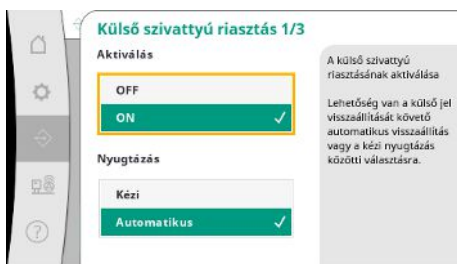 Külső szivattyú riasztás 1/3
Aktiválás
OFF
ON
Nyugtázás
Kézi
Automatikus
A külső szivattyú
riasztásának aktiválása
Lehetőség van a külső jel
visszaállítását követő
automatikus visszaállítás
vagy a kézi nyugtázás
közötti választásra.